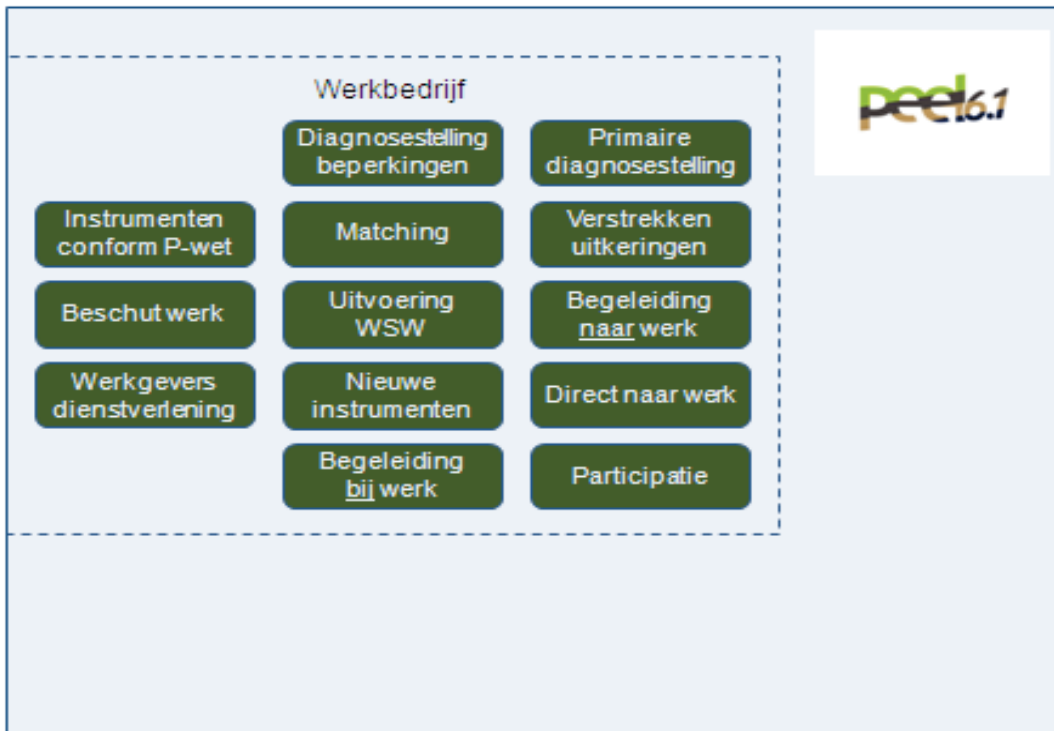 Werkbedrijf
peel6.1
Diagnosestelling
beperkingen
Primaire
diagnosestelling
Instrumenten
conform P-wet
Matching
Verstrekken
uitkeringen
Beschut werk
Uitvoering
WSW
Begeleiding
naar werk
Werkgevers
dienstverlening
Nieuwe
instrumenten
Direct naar werk
Begeleiding
bij werk
Participatie